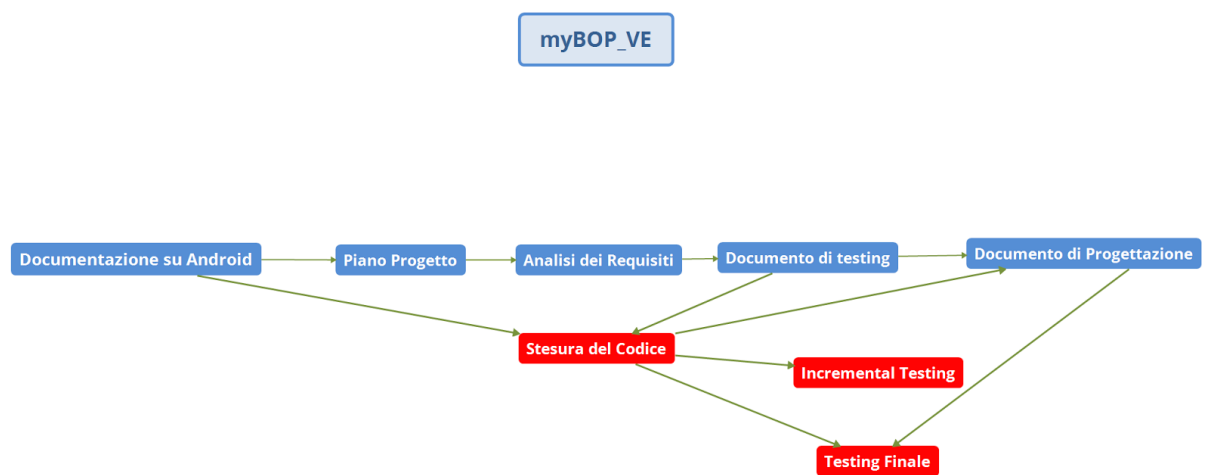 myBOP_VE
Documentazione su Android
Piano Progetto
Analisi dei Requisiti
Documento di testing
Documento di Progettazione
Stesura del Codice
Incremental Testing
Testing Finale